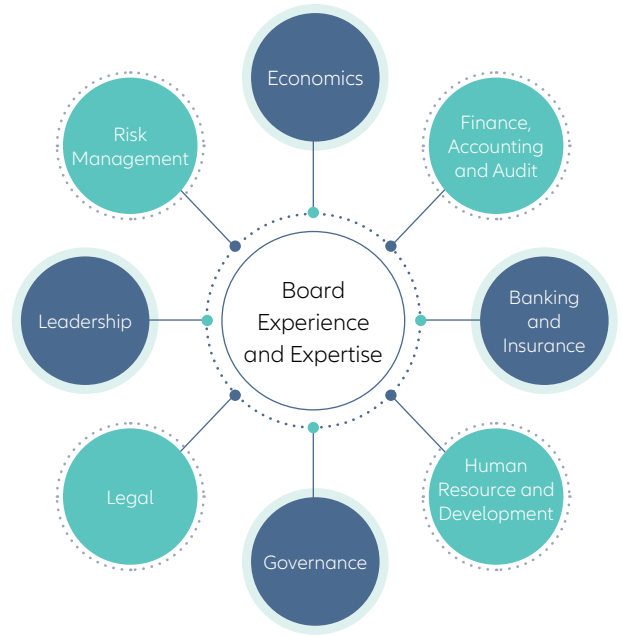 Economics
Risk
Management
Finance,
Accounting
and Audit
Leadership
Board
Experience
and Expertise
Banking
and
Insurance
Legal
Human
Resource and
Development
Governance